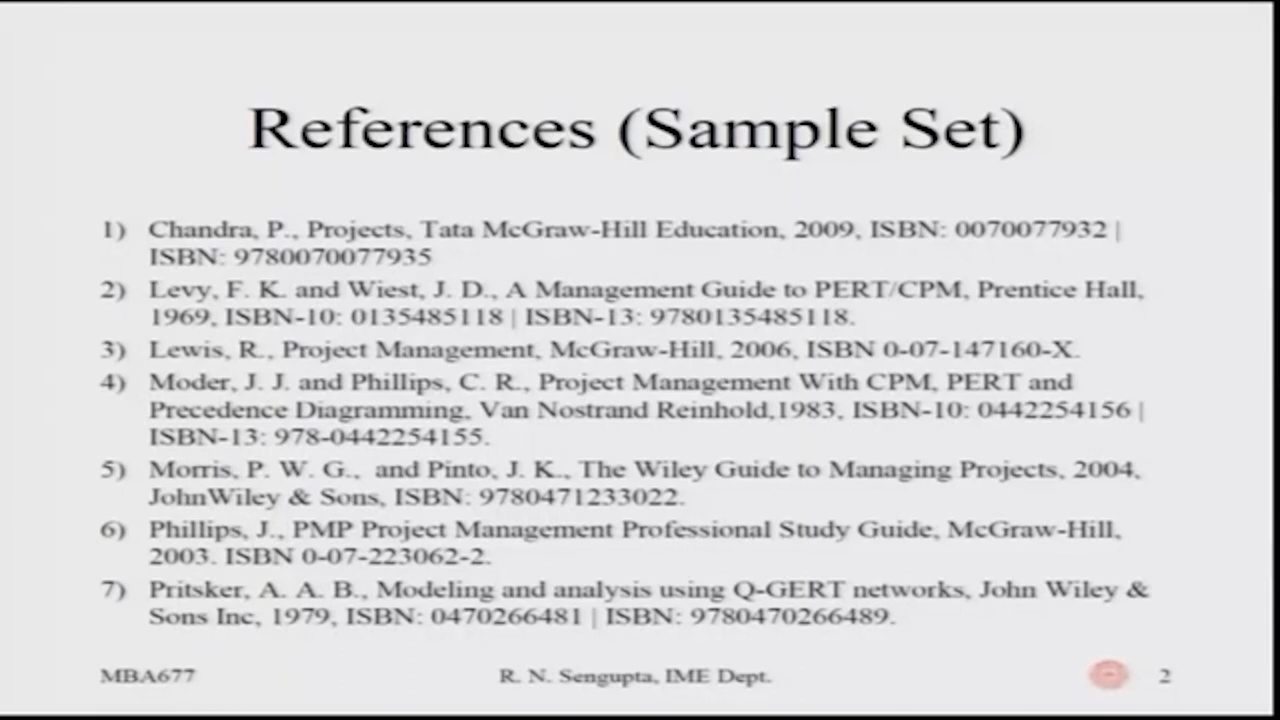 References (Sample Set)
1) Chandra, P., Projects, Tata McGraw-Hill Education, 2009, ISBN: 0070077932 |
ISBN: 9780070077935
2) Levy, F. K. and Wiest, J. D., A Management Guide to PERT/CPM, Prentice Hall,
1969, ISBN-10: 0135485118 | ISBN-13: 9780135485118.
3) Lewis, R., Project Management, McGraw-Hill, 2006, ISBN 0-07-147160-X.
4) Moder, J. J. and Phillips, C. R., Project Management With CPM, PERT and
Precedence Diagramming, Van Nostrand Reinhold,1983, ISBN-10: 0442254156 |
ISBN-13: 978-0442254155.
5) Morris, P. W. G., and Pinto, J. K., The Wiley Guide to Managing Projects, 2004,
JohnWiley & Sons, ISBN: 9780471233022.
6) Phillips, J., PMP Project Management Professional Study Guide, McGraw-Hill,
2003. ISBN 0-07-223062-2.
7) Pritsker, A. A. B., Modeling and analysis using Q-GERT networks, John Wiley &
Sons Inc, 1979, ISBN: 0470266481 | ISBN: 9780470266489.
MBA677 R. N. Sengupta, IME Dept. 2